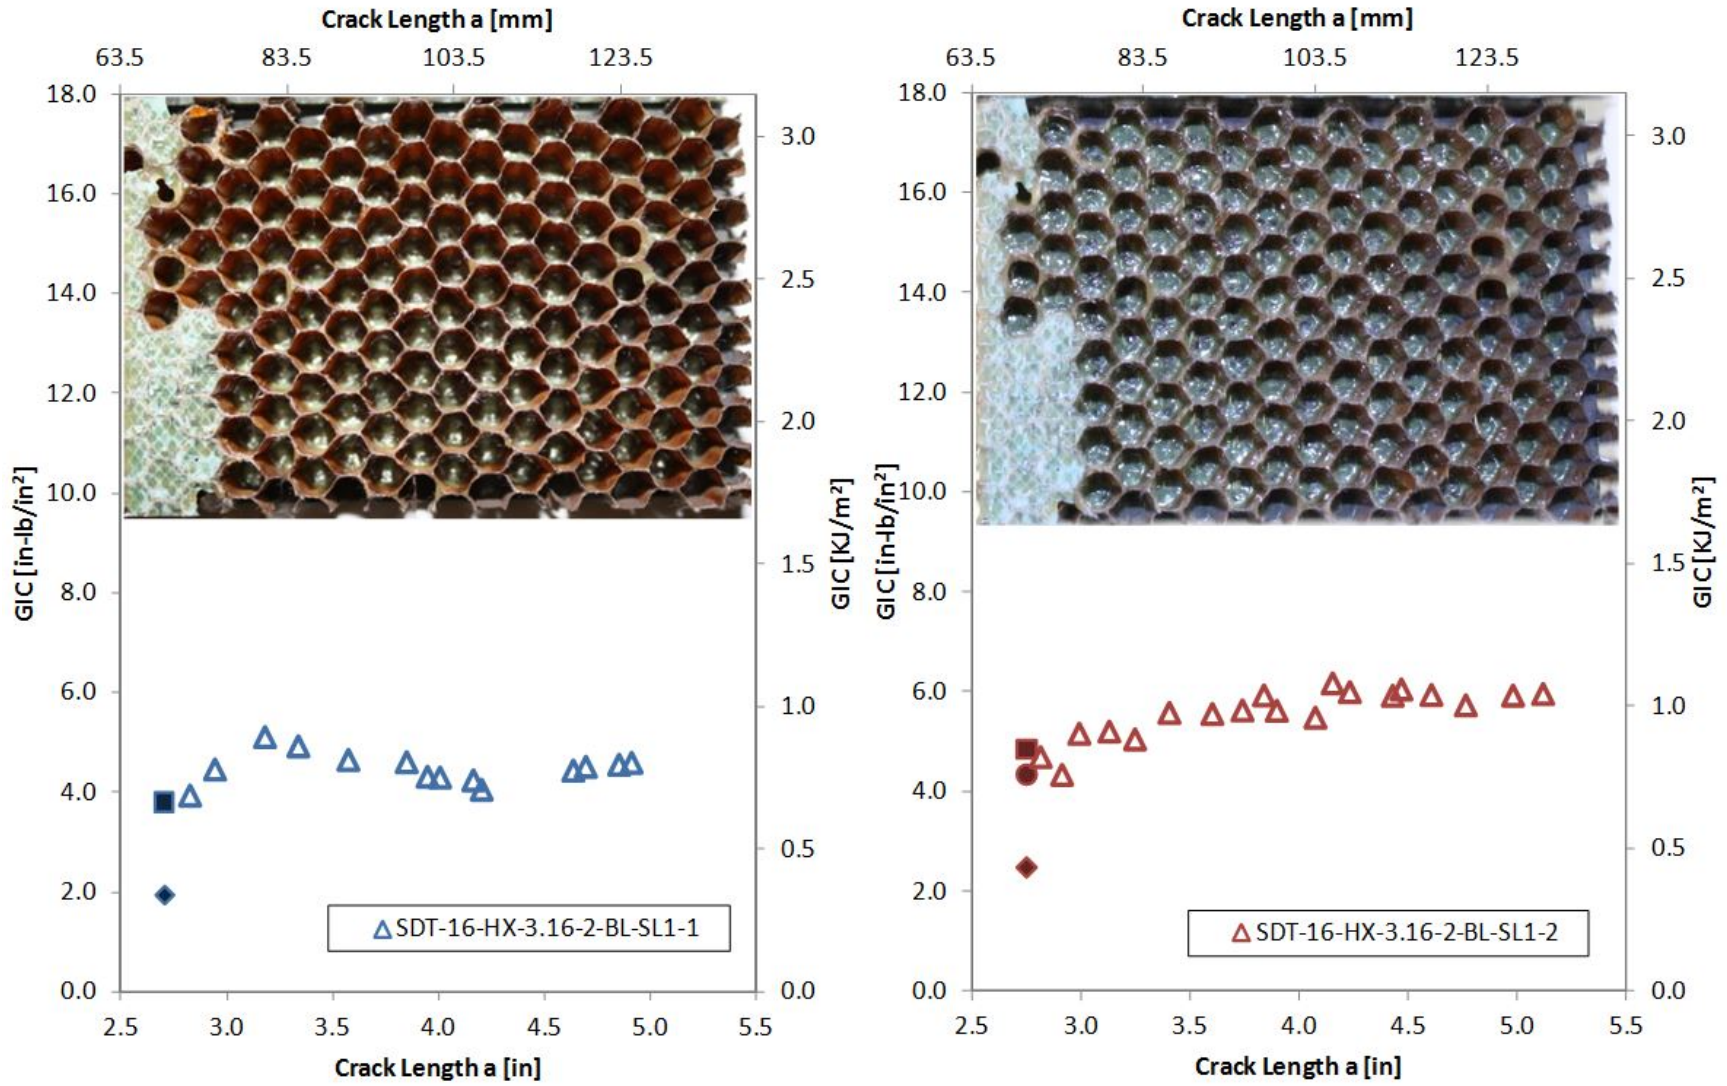 Crack Length a [mm]
63.5 83.5 103.5 123.5
18.0
16.0
14.0
12.0
10.0
8.0
6.0
4.0
2.0
0.0
GIC [in-lb/in²]
3.0
2.5
2.0
1.5
1.0
0.5
0.0
GIC [KJ/m²]
SDT-16-HX-3.16-2-BL-SL1-1
2.5 3.0 3.5 4.0 4.5 5.0 5.5
Crack Length a [in]
Crack Length a [mm]
63.5 83.5 103.5 123.5
18.0
16.0
14.0
12.0
10.0
8.0
6.0
4.0
2.0
0.0
GIC [in-lb/in²]
3.0
2.5
2.0
1.5
1.0
0.5
0.0
GIC [KJ/m²]
SDT-16-HX-3.16-2-BL-SL1-2
2.5 3.0 3.5 4.0 4.5 5.0 5.5
Crack Length a [in]